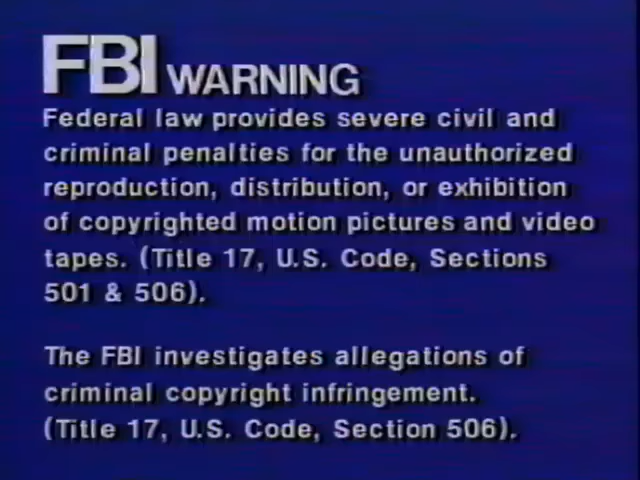 FBI WARNING
Federal law provides severe civil and
criminal penalties for the unauthorized
reproduction, distribution, or exhibition
of copyrighted motion pictures and video
tapes. (Title 17, U.S. Code, Sections
501 & 506).
The FBI investigates allegations of
criminal copyright infringement.
(Title 17, U.S. Code, Section 506).